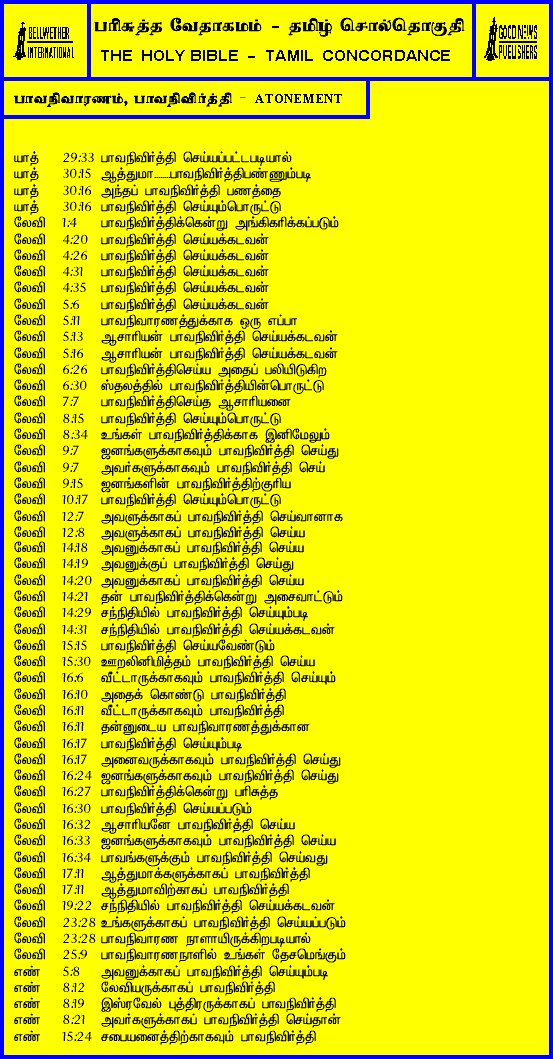 BELLWETHER INTERNATIONAL
பரிசுத்த வேதாகமம் - தமிழ் சொல்தொகுதி
THE HOLY BIBLE - TAMIL CONCORDANCE
GOOD NEWS PUBLISHERS
பாவநிவாரணம், பாவநிவிர்த்தி - ATONEMENT
யாத் 29:33 பாவநிவிர்த்தி செய்யப்பட்டபடியால்
யாத் 30:15 ஆத்துமா.......பாவநிவிர்த்திபண்ணும்படி
யாத் 30:16 அந்தப் பாவநிவிர்த்தி பணத்தை
யாத் 30:16 பாவநிவிர்த்தி செய்யும்பொருட்டு
லேவி 1:4 பாவநிவிர்த்திக்கென்று அங்கிகரிக்கப்படும்
லேவி 4:20 பாவநிவிர்த்தி செய்யக்கடவன்
லேவி 4:26 பாவநிவிர்த்தி செய்யக்கடவன்
லேவி 4:31 பாவநிவிர்த்தி செய்யக்கடவன்
லேவி 4:35 பாவநிவிர்த்தி செய்யக்கடவன்
லேவி 5:6 பாவநிவிர்த்தி செய்யக்கடவன்
லேவி 5:11 பாவநிவாரணத்துக்காக ஒரு எப்பா
லேவி 5:13 ஆசாரியன் பாவநிவிர்த்தி செய்யக்கடவன்
லேவி 5:16 ஆசாரியன் பாவநிவிர்த்தி செய்யக்கடவன்
லேவி 6:26 பாவநிவிர்த்திசெய்ய அதைப் பலியிடுகிற
லேவி 6:30 ஸ்தலத்தில் பாவநிவிர்த்தியின்பொருட்டு
லேவி 7:7 பாவநிவிர்த்திசெய்த ஆசாரியனை
லேவி 8:15 பாவநிவிர்த்தி செய்யும்பொருட்டு
லேவி 8:34 உங்கள் பாவநிவிர்த்திக்காக இனிமேலும்
லேவி 9:7 ஜனங்களுக்காகவும் பாவநிவிர்த்தி செய்து
லேவி 9:7 அவர்களுக்காகவும் பாவநிவிர்த்தி செய்
லேவி 9:15 ஜனங்களின் பாவநிவிர்த்திற்குரிய
லேவி 10:17 பாவநிவிர்த்தி செய்யும்பொருட்டு
லேவி 12:7 அவளுக்காகப் பாவநிவிர்த்தி செய்வானாக
லேவி 12:8 அவளுக்காகப் பாவநிவிர்த்தி செய்ய
லேவி 14:18 அவனுக்காகப் பாவநிவிர்த்தி செய்ய
லேவி 14:19 அவனுக்குப் பாவநிவிர்த்தி செய்து
லேவி 14:20 அவனுக்காகப் பாவநிவிர்த்தி செய்ய
லேவி 14:21 தன் பாவநிவிர்த்திக்கென்று அசைவாட்டும்
லேவி 14:29 சந்நிதியில் பாவநிவிர்த்தி செய்யும்படி
லேவி 14:31 சந்நிதியில் பாவநிவிர்த்தி செய்யக்கடவன்
லேவி 15:15 பாவநிவிர்த்தி செய்யவேண்டும்
லேவி 15:30 ஊறலினிமித்தம் பாவநிவிர்த்தி செய்ய
லேவி 16:6 வீட்டாருக்காகவும் பாவநிவிர்த்தி செய்யும்
லேவி 16:10 அதைக் கொண்டு பாவநிவிர்த்தி
லேவி 16:11 வீட்டாருக்காகவும் பாவநிவிர்த்தி
லேவி 16:11 தன்னுடைய பாவநிவாரணத்துக்கான
லேவி 16:17 பாவநிவிர்த்தி செய்யும்படி
லேவி 16:17 அனைவருக்காகவும் பாவநிவிர்த்தி செய்து
லேவி 16:24 ஜனங்களுக்காகவும் பாவநிவிர்த்தி செய்து
லேவி 16:27 பாவநிவிர்த்திக்கென்று பரிசுத்த
லேவி 16:30 பாவநிவிர்த்தி செய்யப்படும்
லேவி 16:32 ஆசாரியனே பாவநிவிர்த்தி செய்ய
லேவி 16:33 ஜனங்களுக்காகவும் பாவநிவிர்த்தி செய்ய
லேவி 16:34 பாவங்களுக்கும் பாவநிவிர்த்தி செய்வது
லேவி 17:11 ஆத்துமாக்களுக்காகப் பாவநிவிர்த்தி
லேவி 17:11 ஆத்துமாவிற்காகப் பாவநிவிர்த்தி
லேவி 19:22 சந்நிதியில் பாவநிவிர்த்தி செய்யக்கடவன்
லேவி 23:28 உங்களுக்காகப் பாவநிவிர்த்தி செய்யப்படும்
லேவி 23:28 பாவநிவாரண நாளாயிருக்கிறபடியால்
லேவி 25:9 பாவநிவாரணநாளில் உங்கள் தேசமெங்கும்
எண் 5:8 அவனுக்காகப் பாவநிவிர்த்தி செய்யும்படி
எண் 8:12 லேவியருக்காகப் பாவநிவிர்த்தி
எண் 8:19 இஸ்ரவேல் புத்திரருக்காகப் பாவநிவிர்த்தி
எண் 8:21 அவர்களுக்காகப் பாவநிவிர்த்தி செய்தான்
எண் 15:24 சபையனைத்திற்காகவும் பாவநிவிர்த்தி